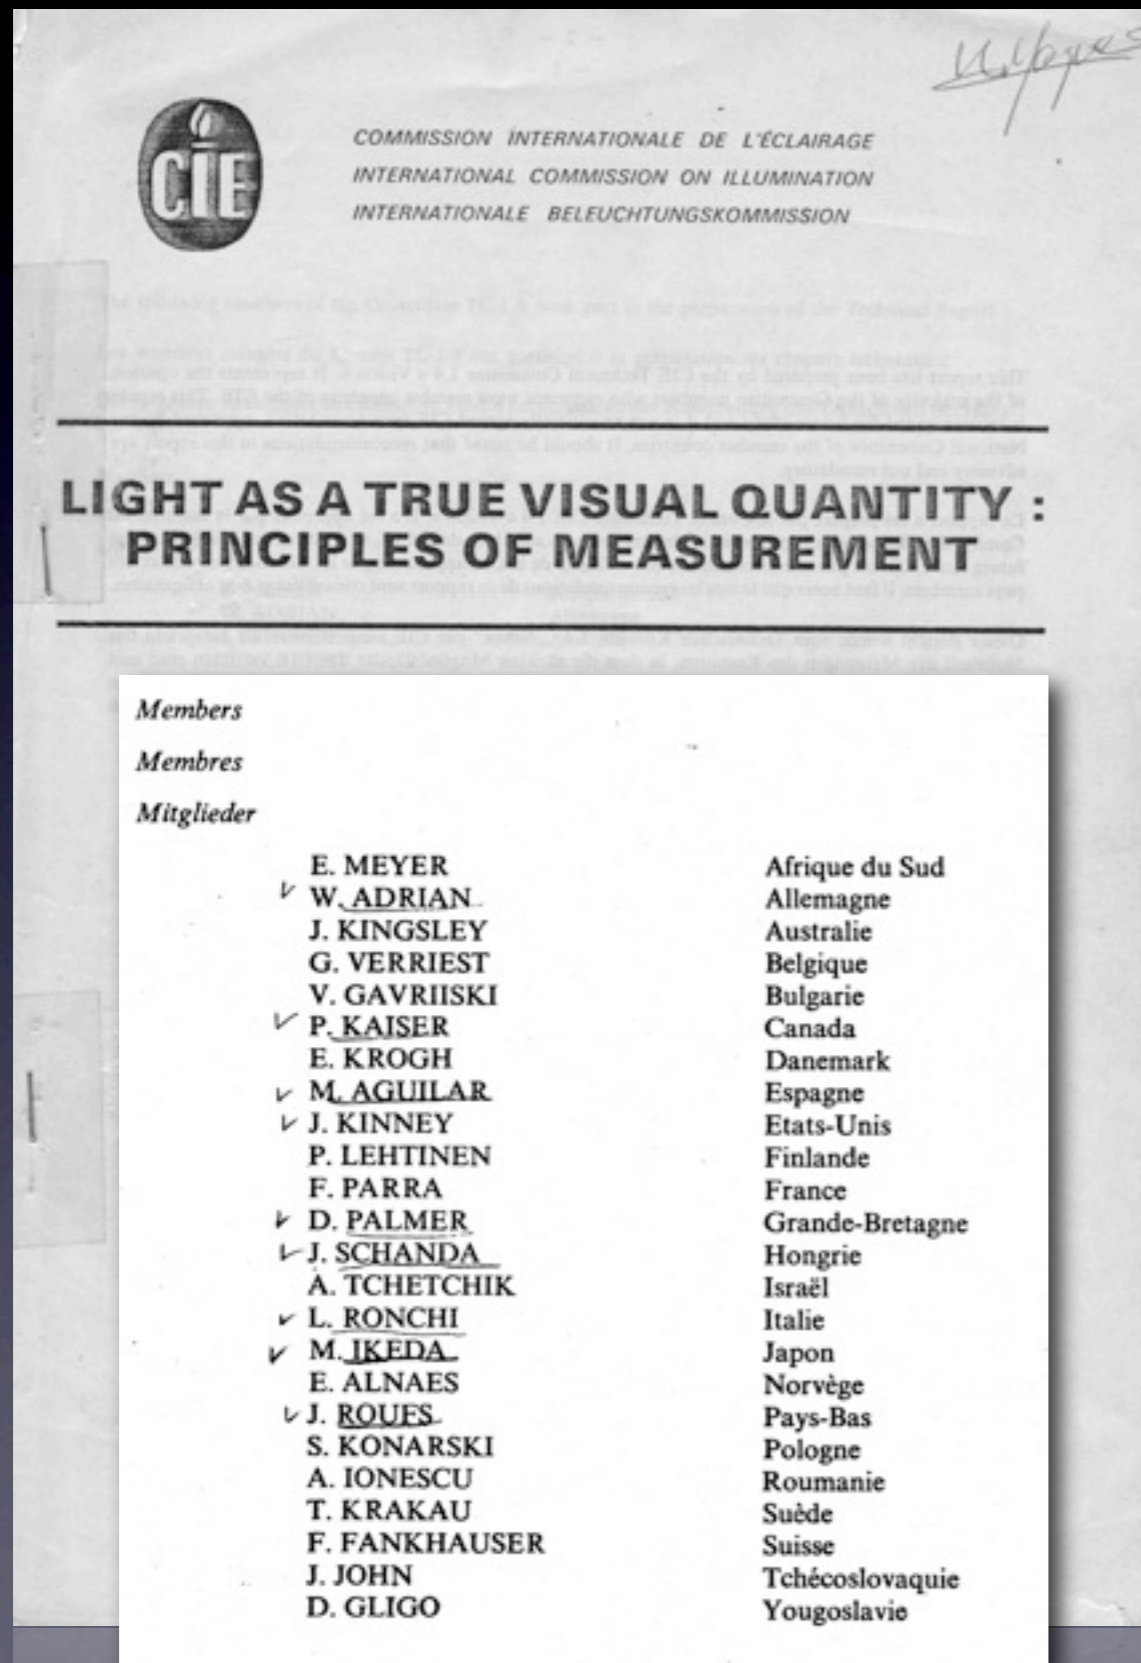 CIE
COMMISSION INTERNATIONALE DE L'ÉCLAIRAGE
INTERNATIONAL COMMISSION ON ILLUMINATION
INTERNATIONALE BELEUCHTUNGSKOMMISSION
LIGHT AS A TRUE VISUAL QUANTITY :
PRINCIPLES OF MEASUREMENT
Members
Membres
Mitglieder
E. MEYER Afrique du Sud
W. ADRIAN Allemagne
J. KINGSLEY Australie
G. VERRIEST Belgique
V. GAVRIISKI Bulgarie
P. KAISER Canada
E. KROGH Danemark
M. AGUILAR Espagne
J. KINNEY Etats-Unis
P. LEHTINEN Finlande
F. PARRA France
D. PALMER Grande-Bretagne
J. SCHANDA Hongrie
A. TCHETCHIK Israël
L. RONCHI Italie
M. IKEDA Japon
E. ALNAES Norvège
J. ROUFS Pays-Bas
S. KONARSKI Pologne
A. IONESCU Roumanie
T. KRAKAU Suède
F. FANKHAUSER Suisse
J. JOHN Tchécoslovaquie
D. GLIGO Yougoslavie